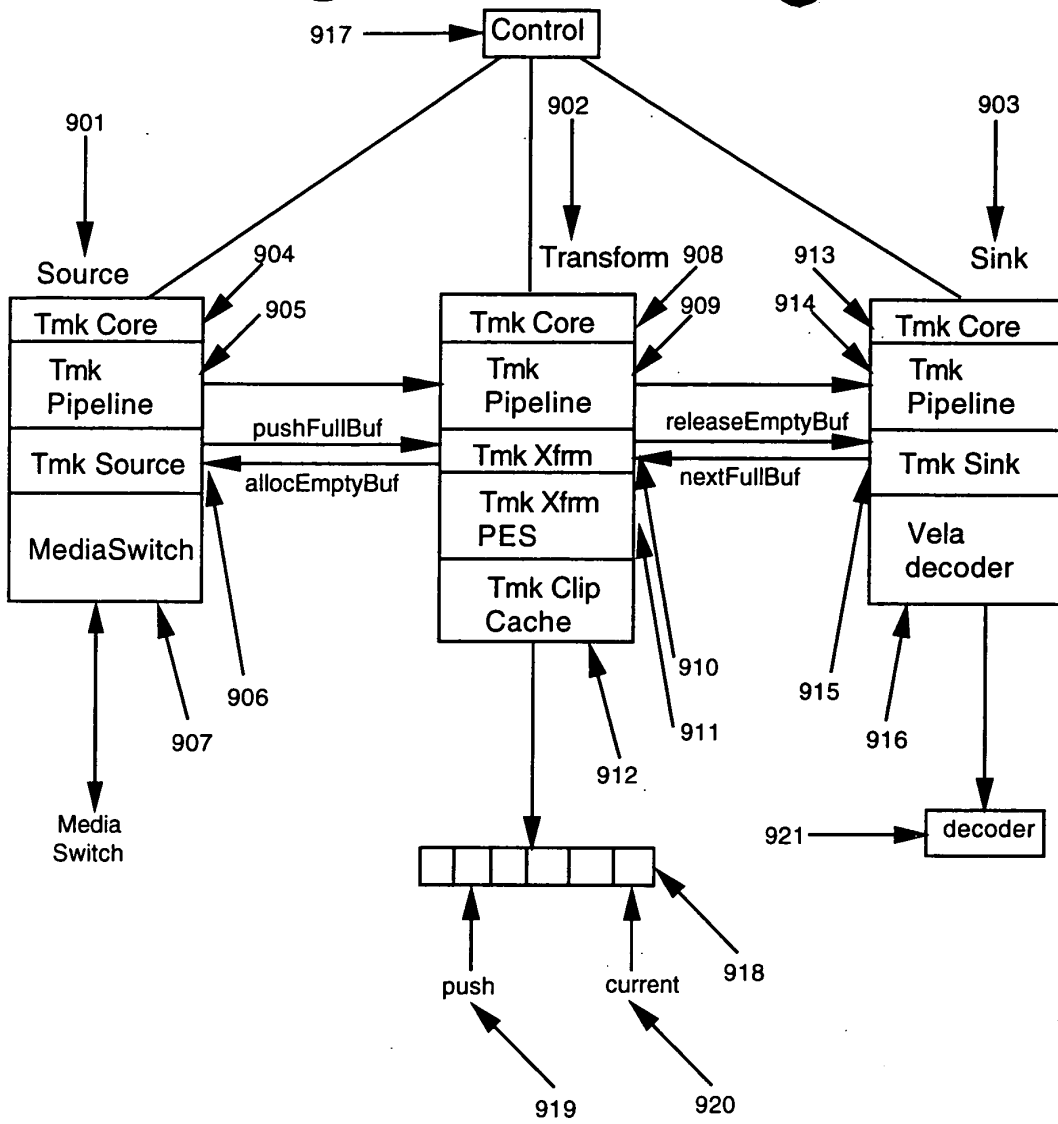 917
Control
901
902
903
Source
904
Transform
908
913
Sink
905
909
914
Tmk Core
Tmk
Pipeline
Tmk Source
MediaSwitch
pushFullBuf
allocEmptyBuf
Tmk Core
Tmk
Pipeline
Tmk Xfrm
Tmk Xfrm
PES
Tmk Clip
Cache
releaseEmptyBuf
nextFullBuf
Tmk Core
Tmk
Pipeline
Tmk Sink
Vela
decoder
906
907
910
911
912
915
916
Media
Switch
921
decoder
918
push
current
919
920